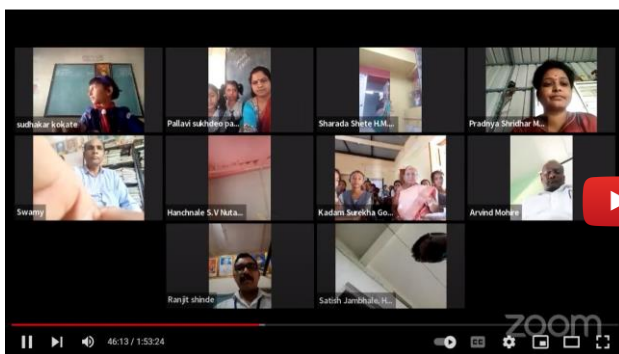 sudhakar kokate
Pallavi sukhdeo pa...
Sharada Shete H.M....
Pradnya Shridhar M...
Swamy
Hanchnale S.V Nuta...
Kadam Surekha Go...
Arvind Mohire
Ranjit shinde
Satish Jambhale, H...
zoom
46:13 / 1:53:24
CC